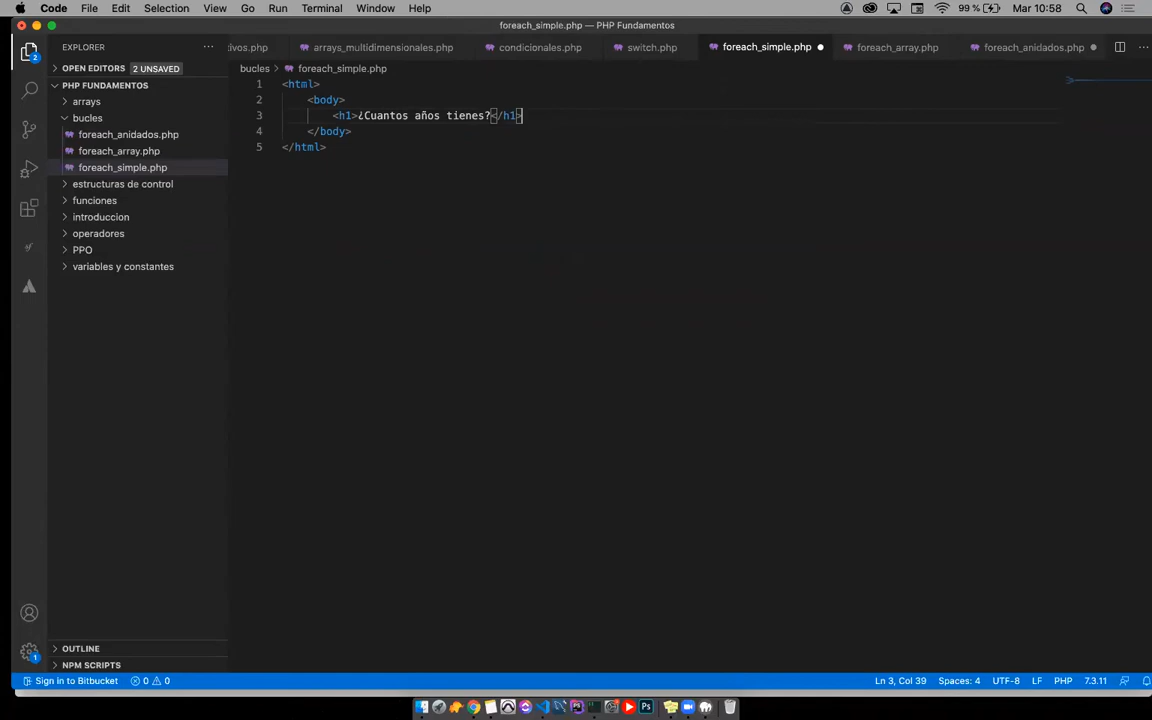 Code File Edit Selection View Go Run Terminal Window Help 99 % Mar 10:58
foreach_simple.php — PHP Fundamentos
EXPLORER
tivos.php arrays_multidimensionales.php condicionales.php switch.php foreach_simple.php foreach_array.php foreach_anidados.php
OPEN EDITORS 2 UNSAVED
bucles > foreach_simple.php
PHP FUNDAMENTOS
arrays
bucles
foreach_anidados.php
foreach_array.php
foreach_simple.php
estructuras de control
funciones
introduccion
operadores
PPO
variables y constantes
1 <html>
2 <body>
3 <h1>¿Cuantos años tienes?</h1>
4 </body>
5 </html>
2
1
OUTLINE
NPM SCRIPTS
Sign in to Bitbucket 0 0 Ln 3, Col 39 Spaces: 4 UTF-8 LF PHP 7.3.11